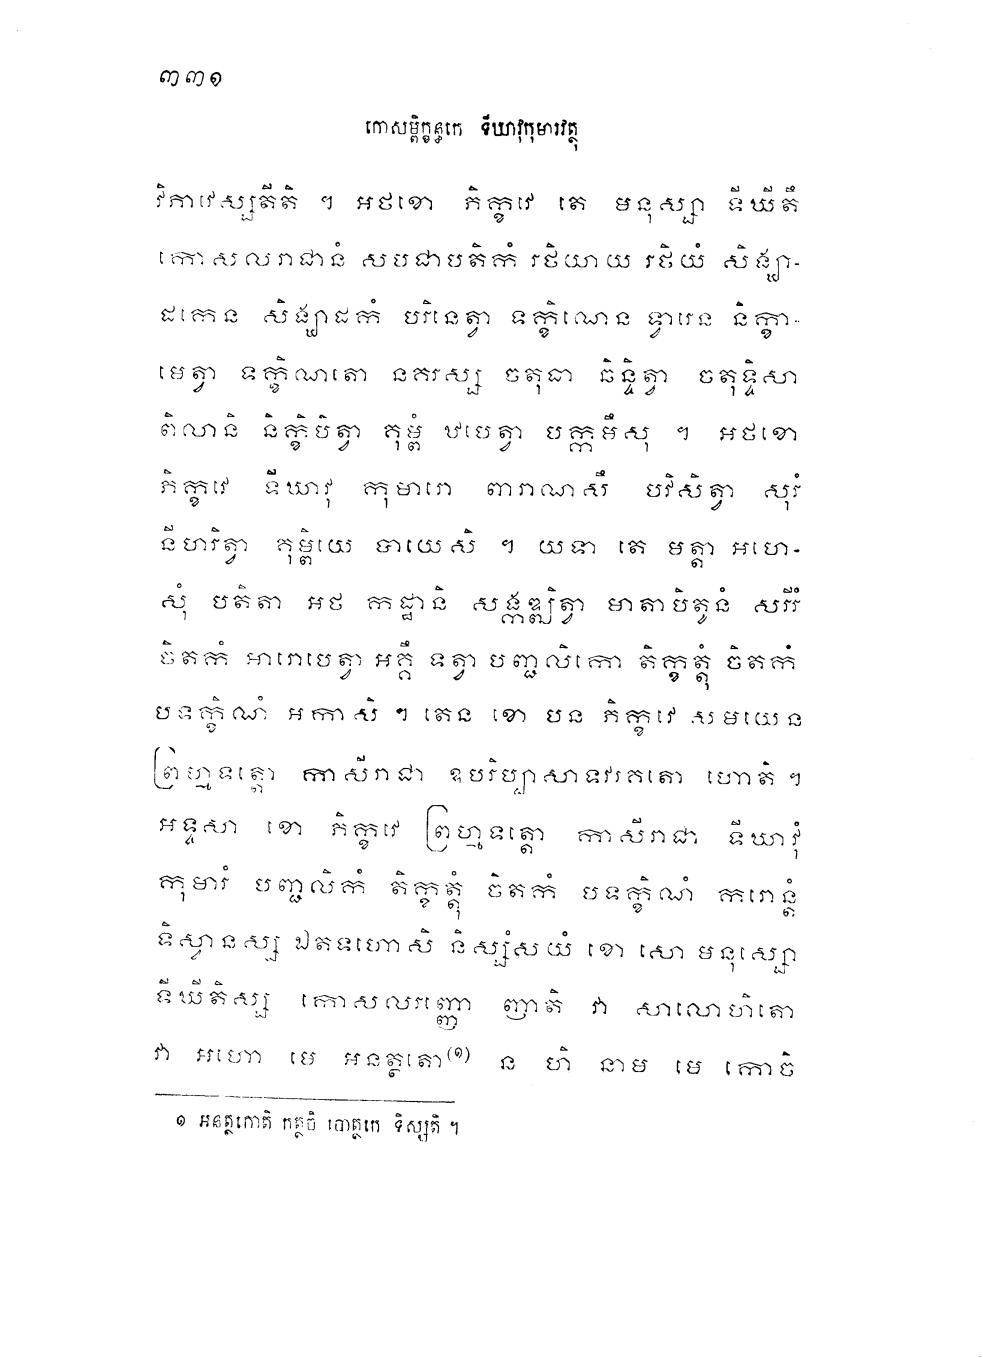 ៣៣១
កោសម្ពិក្ខន្ធកេ ទីឃាវុកុមារវត្ថុ
វិភាវេស្សតីតិ ។ អថខោ ភិក្ខវេ តេ មនុស្សា ទីឃីតឹ
កោសលរាជានំ សបជាបតិកំ រថិយាយ រថិយំ សិង្ឃា-
ដកេន សិង្ឃាដកំ បរិនេត្វា ទក្ខិណេន ទ្វារេន និក្ខា-
មេត្វា ទក្ខិណតោ នគរស្ស ចតុធា ឆិន្ទិត្វា ចតុទ្ទិសា
ពិលានិ និក្ខិបិត្វា គុម្ពំ ឋបេត្វា បក្កមឹសុ ។ អថខោ
ភិក្ខវេ ទីឃាវុ កុមារោ ពារាណសឹ បវិសិត្វា សុរំ
នីហរិត្វា គុម្ពិយេ បាយេសិ ។ យទា តេ មត្តា អហេ-
សុំ បតិតា អថ កដ្ឋានិ សង្កឌ្ឍិត្វា មាតាបិតូនំ សរីរំ
ចិតកំ អារោបេត្វា អគ្គឹ ទត្វា បញ្ជលិកោ តិក្ខត្តុំ ចិតកំ
បទក្ខិណំ អកាសិ ។ តេន ខោ បន ភិក្ខវេ សមយេន
ព្រហ្មទត្តោ កាសីរាជា ឧបរិប្បាសាទវរគតោ ហោតិ ។
អទ្ទសា ខោ ភិក្ខវេ ព្រហ្មទត្តោ កាសីរាជា ទីឃាវុំ
កុមារំ បញ្ជលិកំ តិក្ខត្តុំ ចិតកំ បទក្ខិណំ ករោន្តំ
ទិស្វានស្ស ឯតទហោសិ និស្សំសយំ ខោ សោ មនុស្សោ
ទីឃីតិស្ស កោសលរញ្ញោ ញាតិ វា សាលោហិតោ
វា អហោ មេ អនត្ថតោ(១) ន ហិ នាម មេ កោចិ
១ អនត្ថកោតិ កត្ថចិ បោត្ថកេ ទិស្សតិ ។